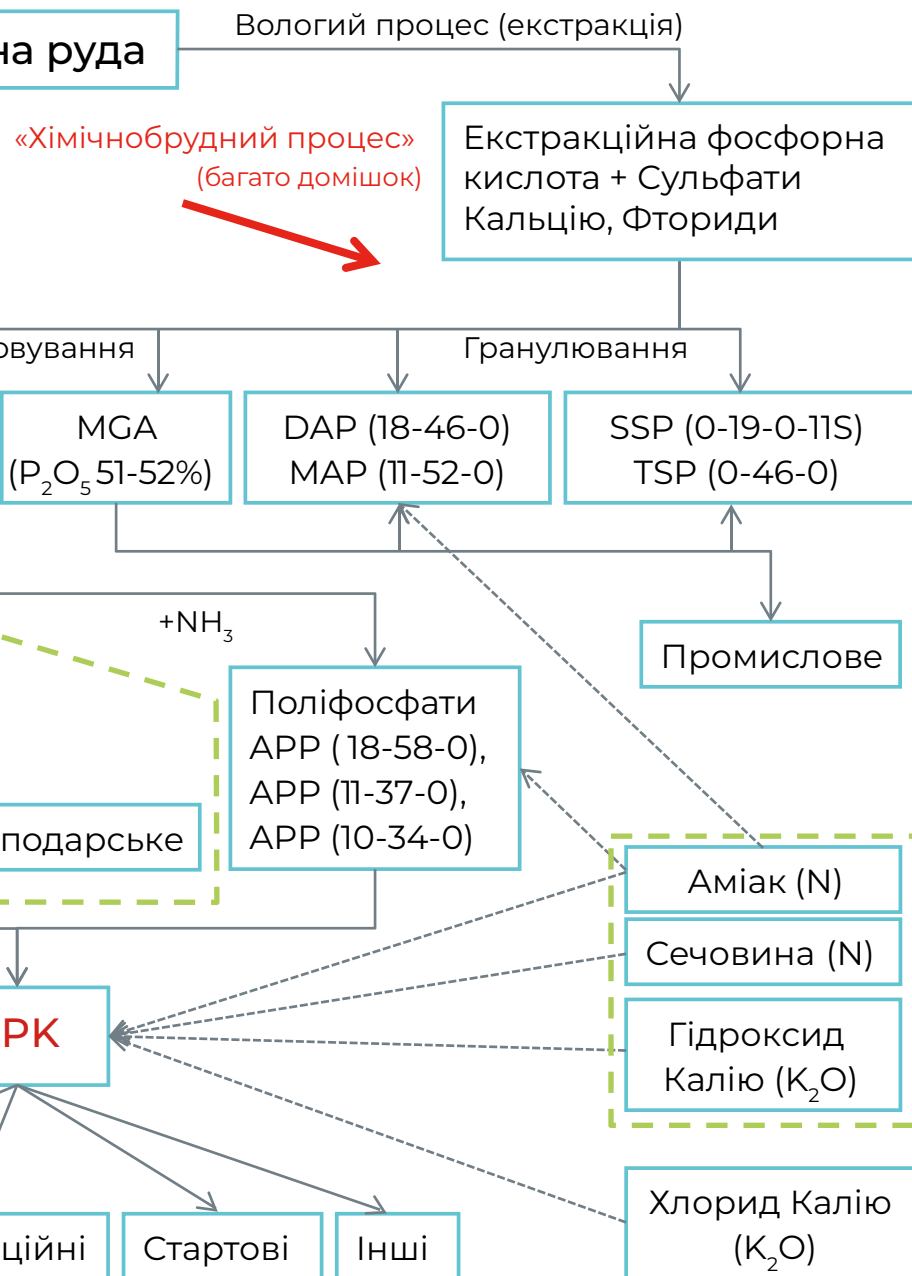 на руда
Вологий процес (екстракція)
«Хімічнобрудний процес»
(багато домішок)
Екстракційна фосфорна
кислота + Сульфати
Кальцію, Фториди
овування
Гранулювання
MGA
(P₂O₅ 51-52%)
DAP (18-46-0)
MAP (11-52-0)
SSP (0-19-0-11S)
TSP (0-46-0)
+NH₃
Промислове
Поліфосфати
APP ( 18-58-0),
APP (11-37-0),
APP (10-34-0)
подарське
Аміак (N)
Сечовина (N)
PK
Гідроксид
Калію (K₂O)
Хлорид Калію
(K₂O)
ційні
Стартові
Інші